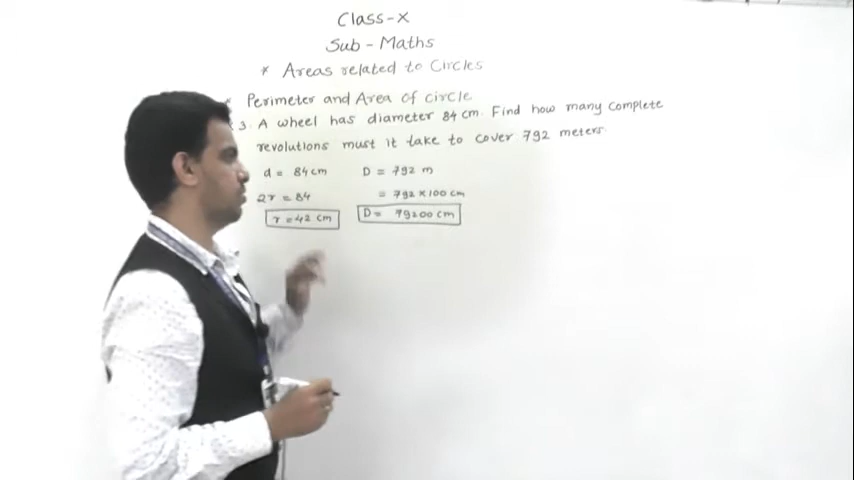 Class-X
Sub - Maths
* Areas related to Circles
* Perimeter and Area of circle
3. A wheel has diameter 84 cm. Find how many complete
revolutions must it take to cover 792 meters.
d = 84 cm
D = 792 m
2r = 84
= 792 × 100 cm
r = 42 cm
D = 79200 cm